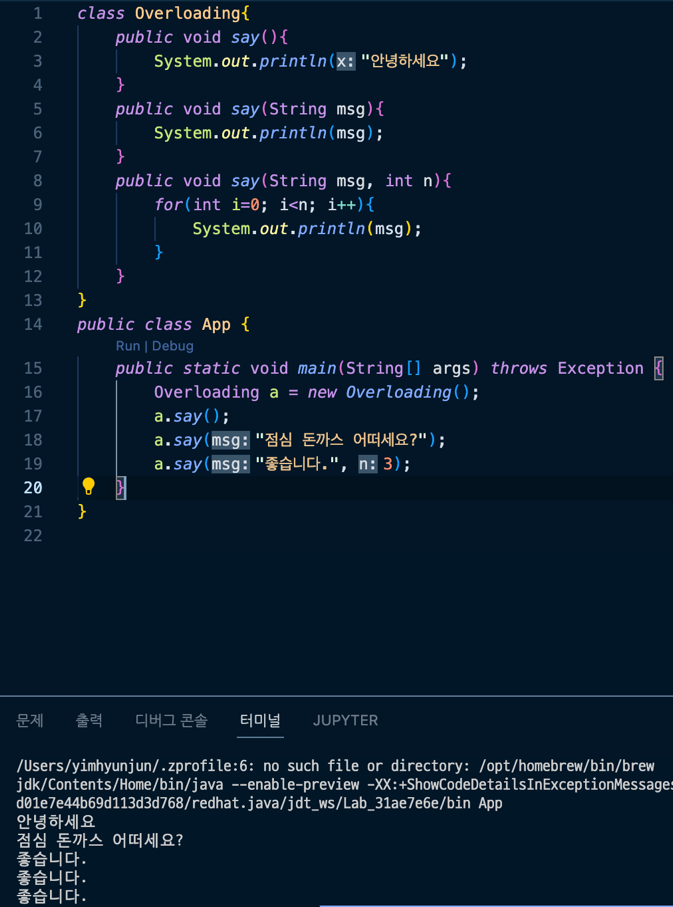 1 class Overloading{
2 public void say(){
3 System.out.println(x: "안녕하세요");
4 }
5 public void say(String msg){
6 System.out.println(msg);
7 }
8 public void say(String msg, int n){
9 for(int i=0; i<n; i++){
10 System.out.println(msg);
11 }
12 }
13 }
14 public class App {
Run | Debug
15 public static void main(String[] args) throws Exception {
16 Overloading a = new Overloading();
17 a.say();
18 a.say(msg: "점심 돈까스 어떠세요?");
19 a.say(msg: "좋습니다.", n: 3);
20 }
21 }
22
문제 출력 디버그 콘솔 터미널 JUPYTER
/Users/yimhyunjun/.zprofile:6: no such file or directory: /opt/homebrew/bin/brew
jdk/Contents/Home/bin/java --enable-preview -XX:+ShowCodeDetailsInExceptionMessages
d01e7e44b69d113d3d768/redhat.java/jdt_ws/Lab_31ae7e6e/bin App
안녕하세요
점심 돈까스 어떠세요?
좋습니다.
좋습니다.
좋습니다.